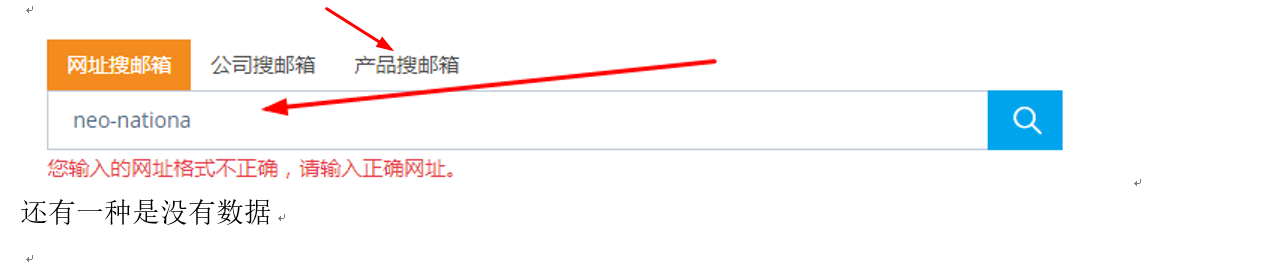 网址搜邮箱 公司搜邮箱 产品搜邮箱
neo-nationa
您输入的网址格式不正确，请输入正确网址。
还有一种是没有数据